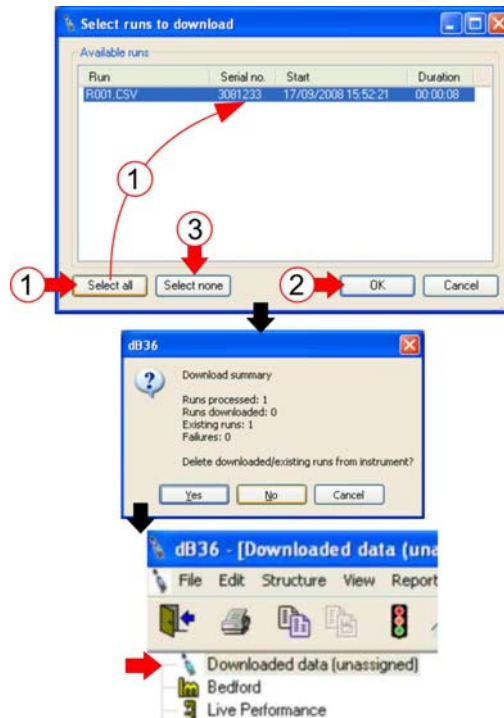 Select runs to download
Available runs
Run Serial no. Start Duration
R001.CSV 3081233 17/09/2008 15:52:21 00:00:08
1
3
1 Select all Select none 2 OK Cancel
dB36
? Download summary
Runs processed: 1
Runs downloaded: 0
Existing runs: 1
Failures: 0
Delete downloaded/existing runs from instrument?
Yes No Cancel
dB36 - [Downloaded data (una
File Edit Structure View Report
Downloaded data (unassigned)
Bedford
Live Performance